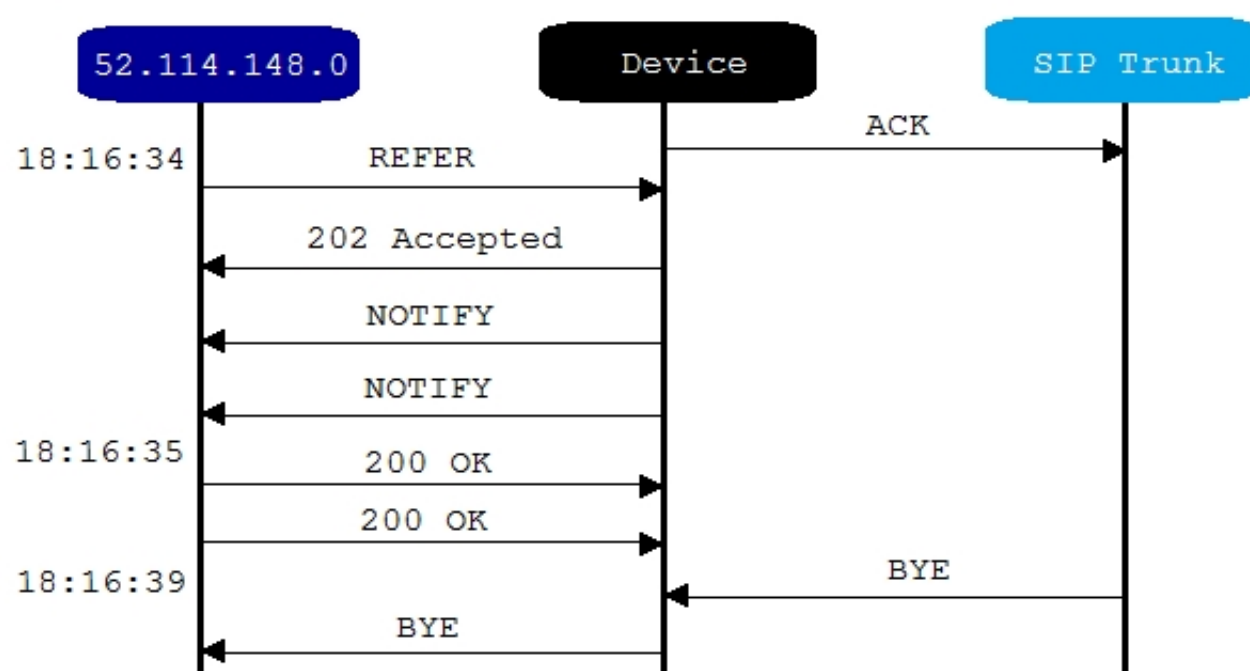 52.114.148.0
Device
SIP Trunk
ACK
18:16:34
REFER
202 Accepted
NOTIFY
NOTIFY
18:16:35
200 OK
200 OK
18:16:39
BYE
BYE